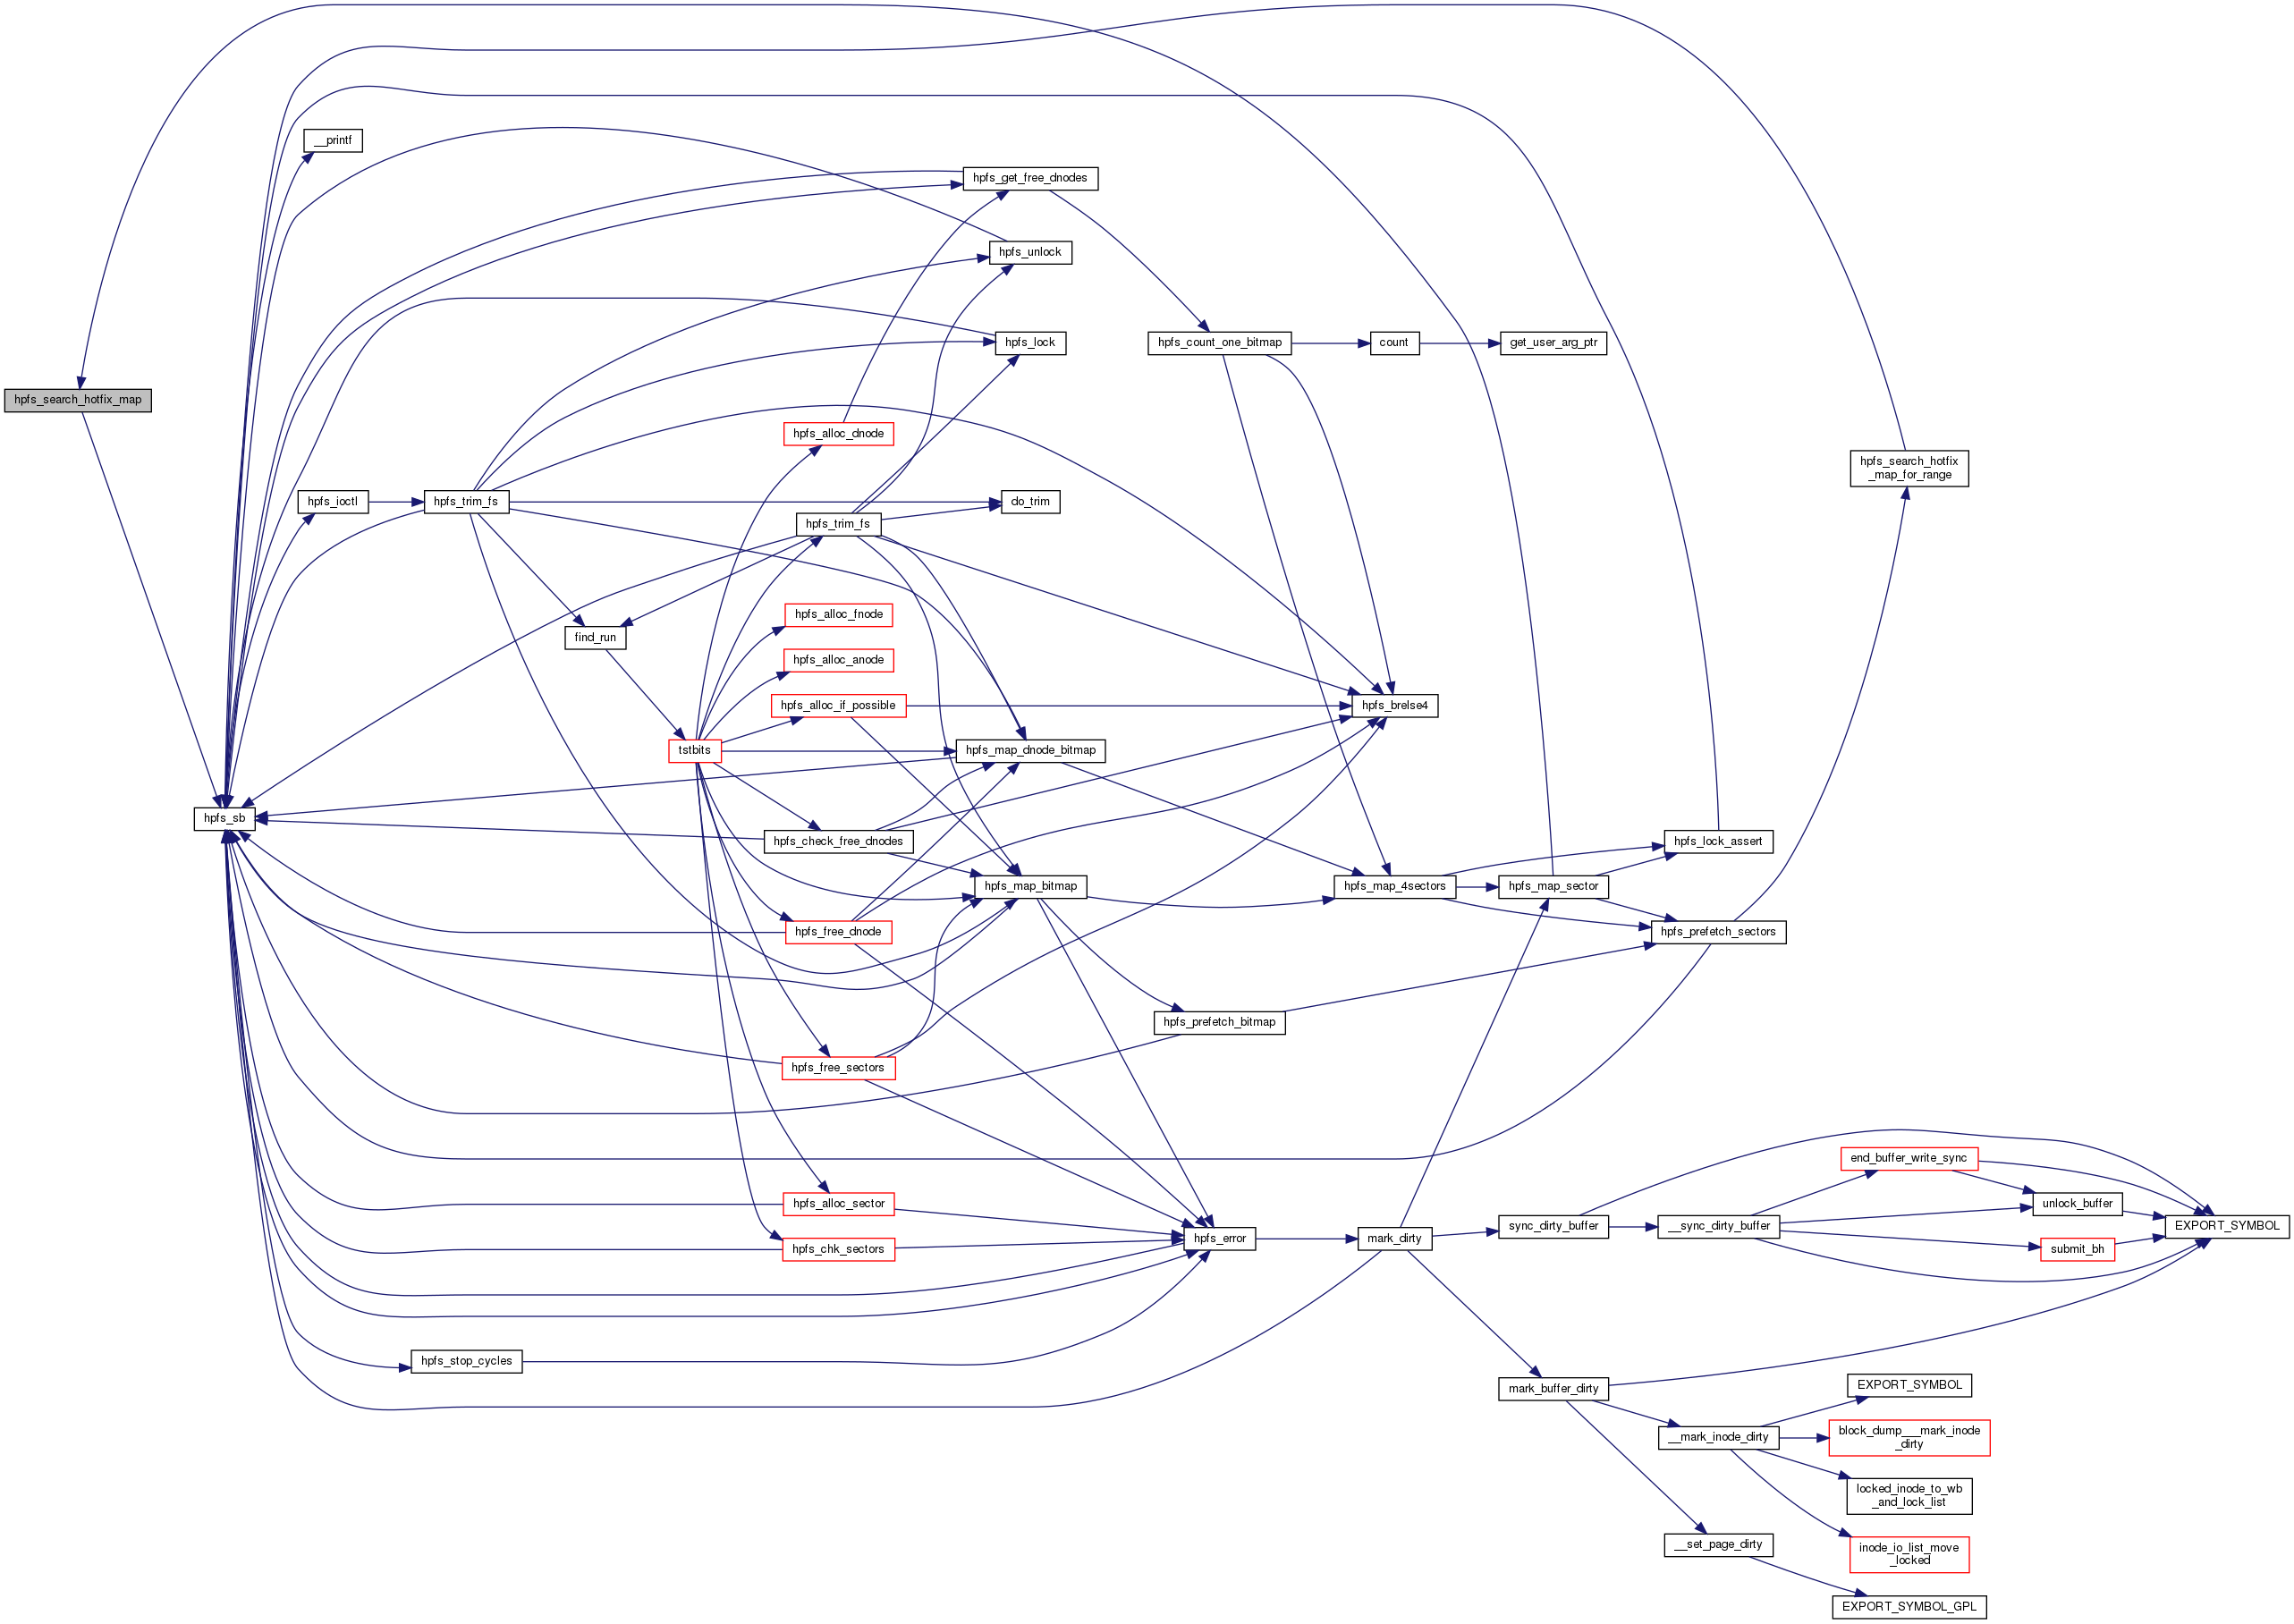 __printf
hpfs_get_free_dnodes
hpfs_unlock
hpfs_lock
hpfs_count_one_bitmap
count
get_user_arg_ptr
hpfs_search_hotfix_map
hpfs_alloc_dnode
hpfs_search_hotfix
_map_for_range
hpfs_ioctl
hpfs_trim_fs
do_trim
hpfs_trim_fs
hpfs_alloc_fnode
find_run
hpfs_alloc_anode
hpfs_alloc_if_possible
hpfs_brelse4
tstbits
hpfs_map_dnode_bitmap
hpfs_sb
hpfs_check_free_dnodes
hpfs_lock_assert
hpfs_map_bitmap
hpfs_map_4sectors
hpfs_map_sector
hpfs_free_dnode
hpfs_prefetch_sectors
hpfs_prefetch_bitmap
hpfs_free_sectors
end_buffer_write_sync
hpfs_alloc_sector
unlock_buffer
sync_dirty_buffer
__sync_dirty_buffer
EXPORT_SYMBOL
hpfs_error
mark_dirty
hpfs_chk_sectors
submit_bh
hpfs_stop_cycles
mark_buffer_dirty
EXPORT_SYMBOL
__mark_inode_dirty
block_dump___mark_inode
_dirty
locked_inode_to_wb
_and_lock_list
__set_page_dirty
inode_io_list_move
_locked
EXPORT_SYMBOL_GPL